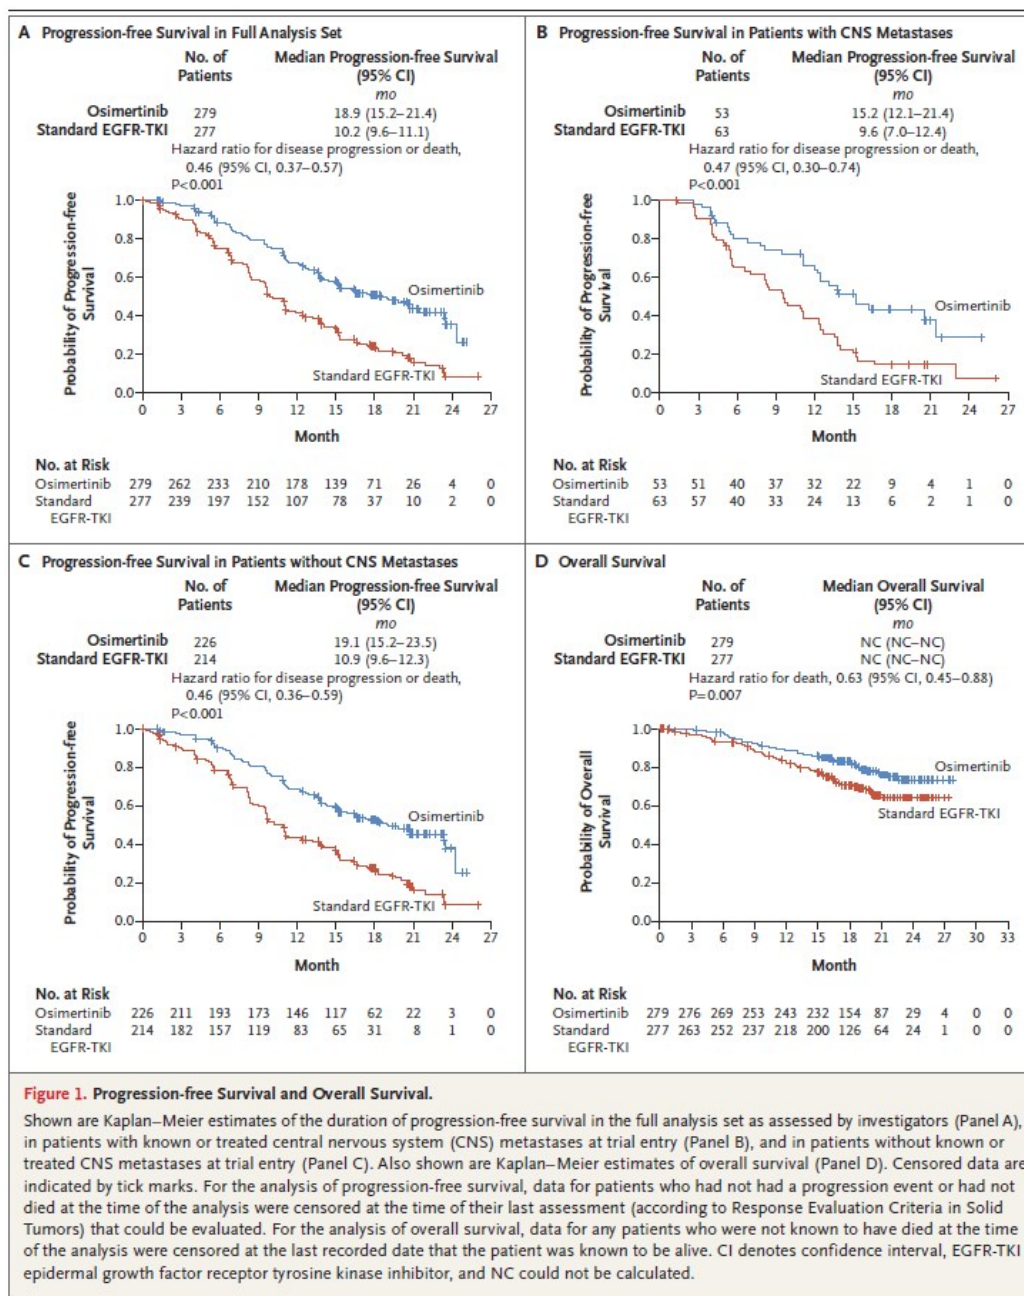 A Progression-free Survival in Full Analysis Set
No. of Patients
Median Progression-free Survival (95% CI)
mo
Osimertinib 279 18.9 (15.2–21.4)
Standard EGFR-TKI 277 10.2 (9.6–11.1)
Hazard ratio for disease progression or death,
0.46 (95% CI, 0.37–0.57)
P<0.001
Probability of Progression-free Survival
1.0
0.8
0.6
0.4
0.2
0.0
Osimertinib
Standard EGFR-TKI
0 3 6 9 12 15 18 21 24 27
Month
No. at Risk
Osimertinib 279 262 233 210 178 139 71 26 4 0
Standard EGFR-TKI 277 239 197 152 107 78 37 10 2 0
B Progression-free Survival in Patients with CNS Metastases
No. of Patients
Median Progression-free Survival (95% CI)
mo
Osimertinib 53 15.2 (12.1–21.4)
Standard EGFR-TKI 63 9.6 (7.0–12.4)
Hazard ratio for disease progression or death,
0.47 (95% CI, 0.30–0.74)
P<0.001
Probability of Progression-free Survival
1.0
0.8
0.6
0.4
0.2
0.0
Osimertinib
Standard EGFR-TKI
0 3 6 9 12 15 18 21 24 27
Month
No. at Risk
Osimertinib 53 51 40 37 32 22 9 4 1 0
Standard EGFR-TKI 63 57 40 33 24 13 6 2 1 0
C Progression-free Survival in Patients without CNS Metastases
No. of Patients
Median Progression-free Survival (95% CI)
mo
Osimertinib 226 19.1 (15.2–23.5)
Standard EGFR-TKI 214 10.9 (9.6–12.3)
Hazard ratio for disease progression or death,
0.46 (95% CI, 0.36–0.59)
P<0.001
Probability of Progression-free Survival
1.0
0.8
0.6
0.4
0.2
0.0
Osimertinib
Standard EGFR-TKI
0 3 6 9 12 15 18 21 24 27
Month
No. at Risk
Osimertinib 226 211 193 173 146 117 62 22 3 0
Standard EGFR-TKI 214 182 157 119 83 65 31 8 1 0
D Overall Survival
No. of Patients
Median Overall Survival (95% CI)
mo
Osimertinib 279 NC (NC–NC)
Standard EGFR-TKI 277 NC (NC–NC)
Hazard ratio for death, 0.63 (95% CI, 0.45–0.88)
P=0.007
Probability of Overall Survival
1.0
0.8
0.6
0.4
0.2
0.0
Osimertinib
Standard EGFR-TKI
0 3 6 9 12 15 18 21 24 27 30 33
Month
No. at Risk
Osimertinib 279 276 269 253 243 232 154 87 29 4 0 0
Standard EGFR-TKI 277 263 252 237 218 200 126 64 24 1 0 0
Figure 1. Progression-free Survival and Overall Survival.
Shown are Kaplan–Meier estimates of the duration of progression-free survival in the full analysis set as assessed by investigators (Panel A),
in patients with known or treated central nervous system (CNS) metastases at trial entry (Panel B), and in patients without known or
treated CNS metastases at trial entry (Panel C). Also shown are Kaplan–Meier estimates of overall survival (Panel D). Censored data are
indicated by tick marks. For the analysis of progression-free survival, data for patients who had not had a progression event or had not
died at the time of the analysis were censored at the time of their last assessment (according to Response Evaluation Criteria in Solid
Tumors) that could be evaluated. For the analysis of overall survival, data for any patients who were not known to have died at the time
of the analysis were censored at the last recorded date that the patient was known to be alive. CI denotes confidence interval, EGFR-TKI
epidermal growth factor receptor tyrosine kinase inhibitor, and NC could not be calculated.